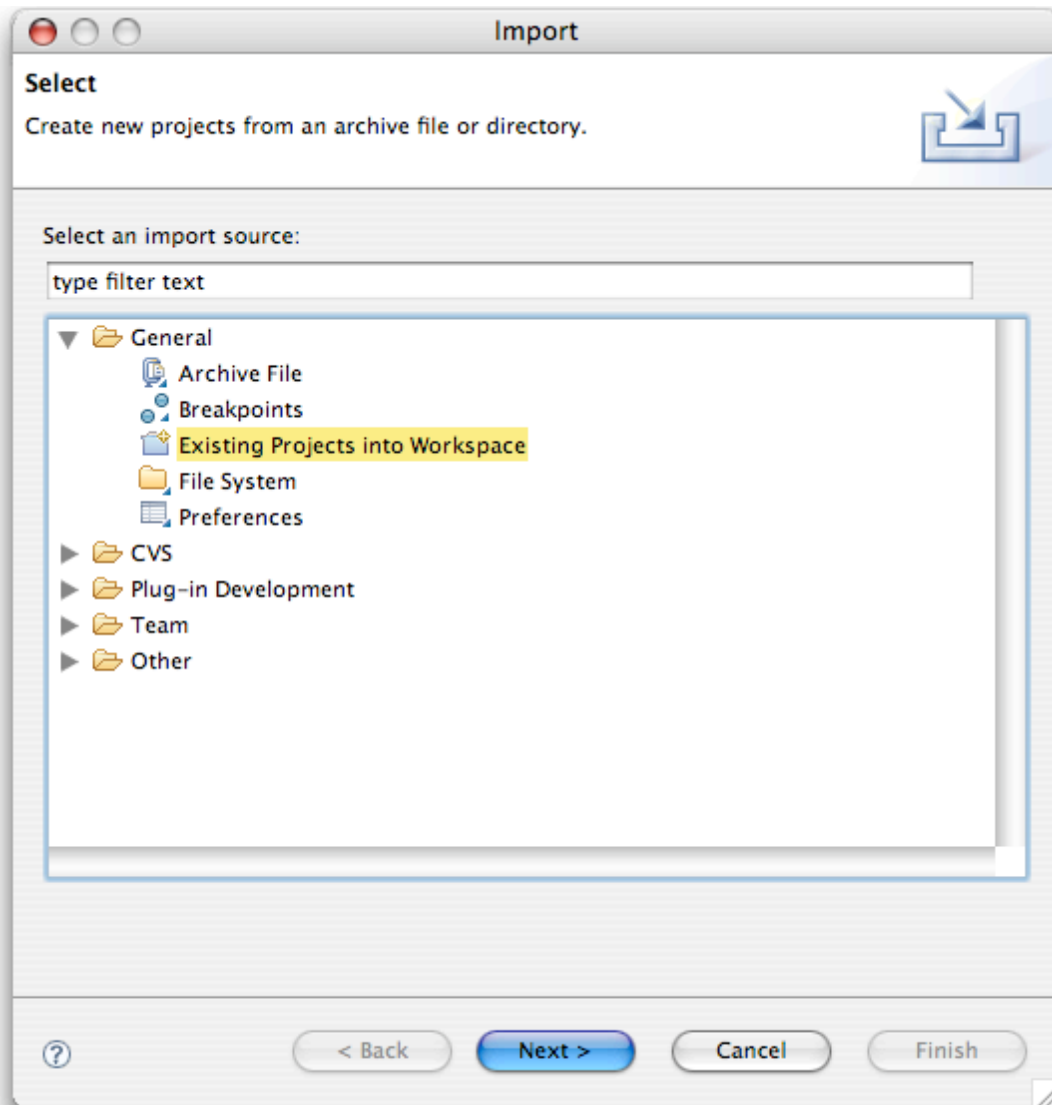 Import
Select
Create new projects from an archive file or directory.
Select an import source:
type filter text
General
Archive File
Breakpoints
Existing Projects into Workspace
File System
Preferences
CVS
Plug-in Development
Team
Other
?
< Back Next > Cancel Finish